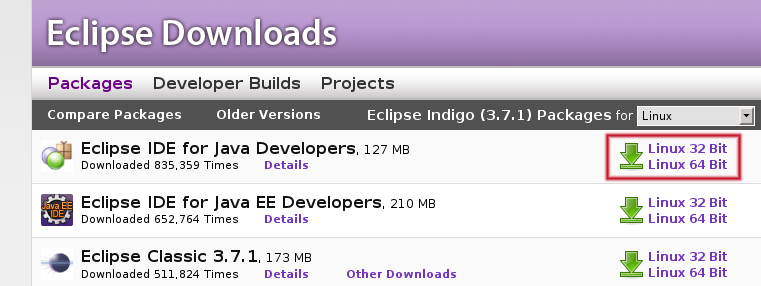 Eclipse Downloads
Packages Developer Builds Projects
Compare Packages Older Versions Eclipse Indigo (3.7.1) Packages for Linux
Eclipse IDE for Java Developers, 127 MB
Downloaded 835,359 Times Details
Linux 32 Bit
Linux 64 Bit
Java EE
IDE
Eclipse IDE for Java EE Developers, 210 MB
Downloaded 652,764 Times Details
Linux 32 Bit
Linux 64 Bit
Eclipse Classic 3.7.1, 173 MB
Downloaded 511,824 Times Details Other Downloads
Linux 32 Bit
Linux 64 Bit